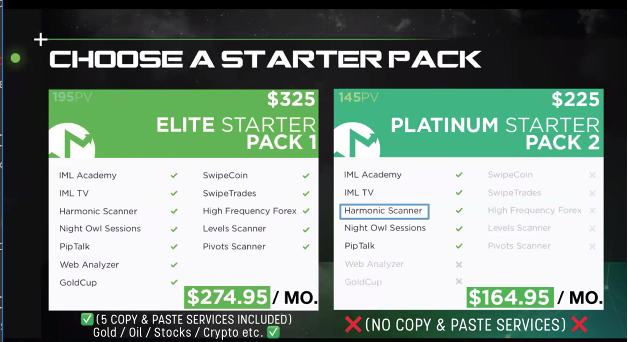 CHOOSE A STARTER PACK
195PV
$325
ELITE STARTER
PACK 1
IML Academy
IML TV
Harmonic Scanner
Night Owl Sessions
PipTalk
Web Analyzer
GoldCup
SwipeCoin
SwipeTrades
High Frequency Forex
Levels Scanner
Pivots Scanner
$274.95 / MO.
(5 COPY & PASTE SERVICES INCLUDED)
Gold / Oil / Stocks / Crypto etc.
145PV
$225
PLATINUM STARTER
PACK 2
IML Academy
IML TV
Harmonic Scanner
Night Owl Sessions
PipTalk
Web Analyzer
GoldCup
SwipeCoin
SwipeTrades
High Frequency Forex
Levels Scanner
Pivots Scanner
$164.95 / MO.
(NO COPY & PASTE SERVICES)